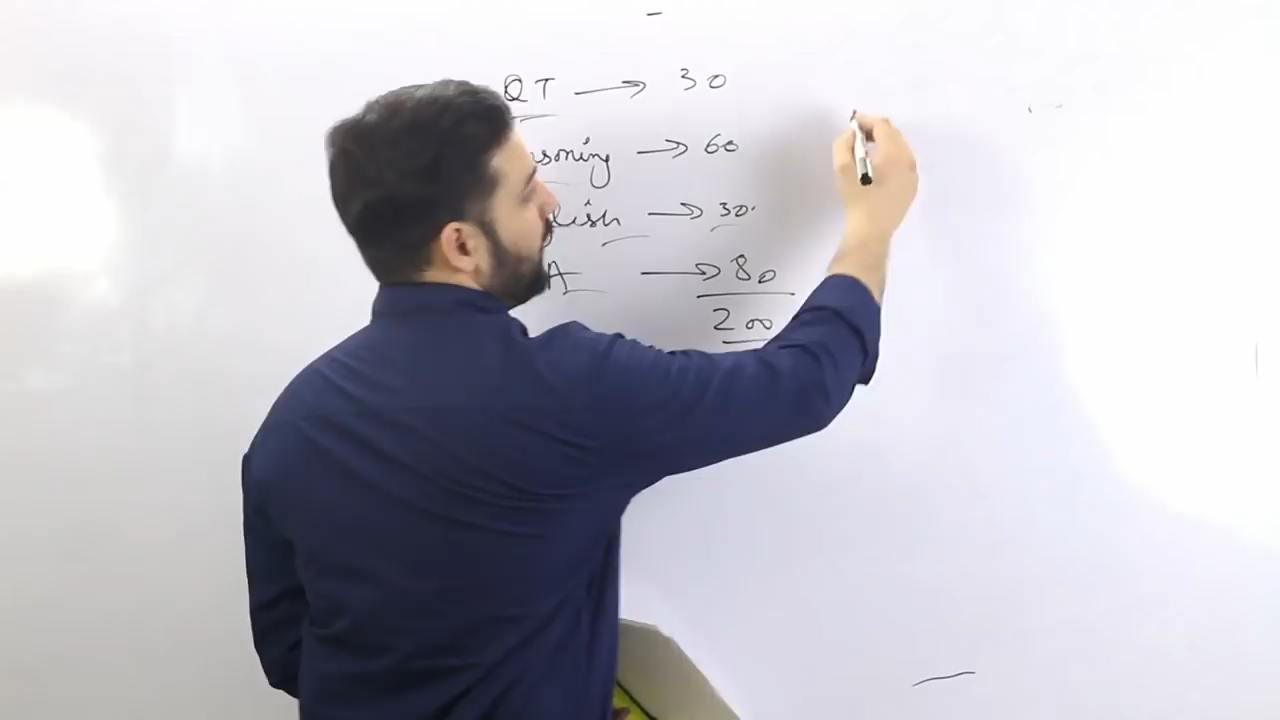 QT → 30
soning → 60
lish → 30.
A → 80
200